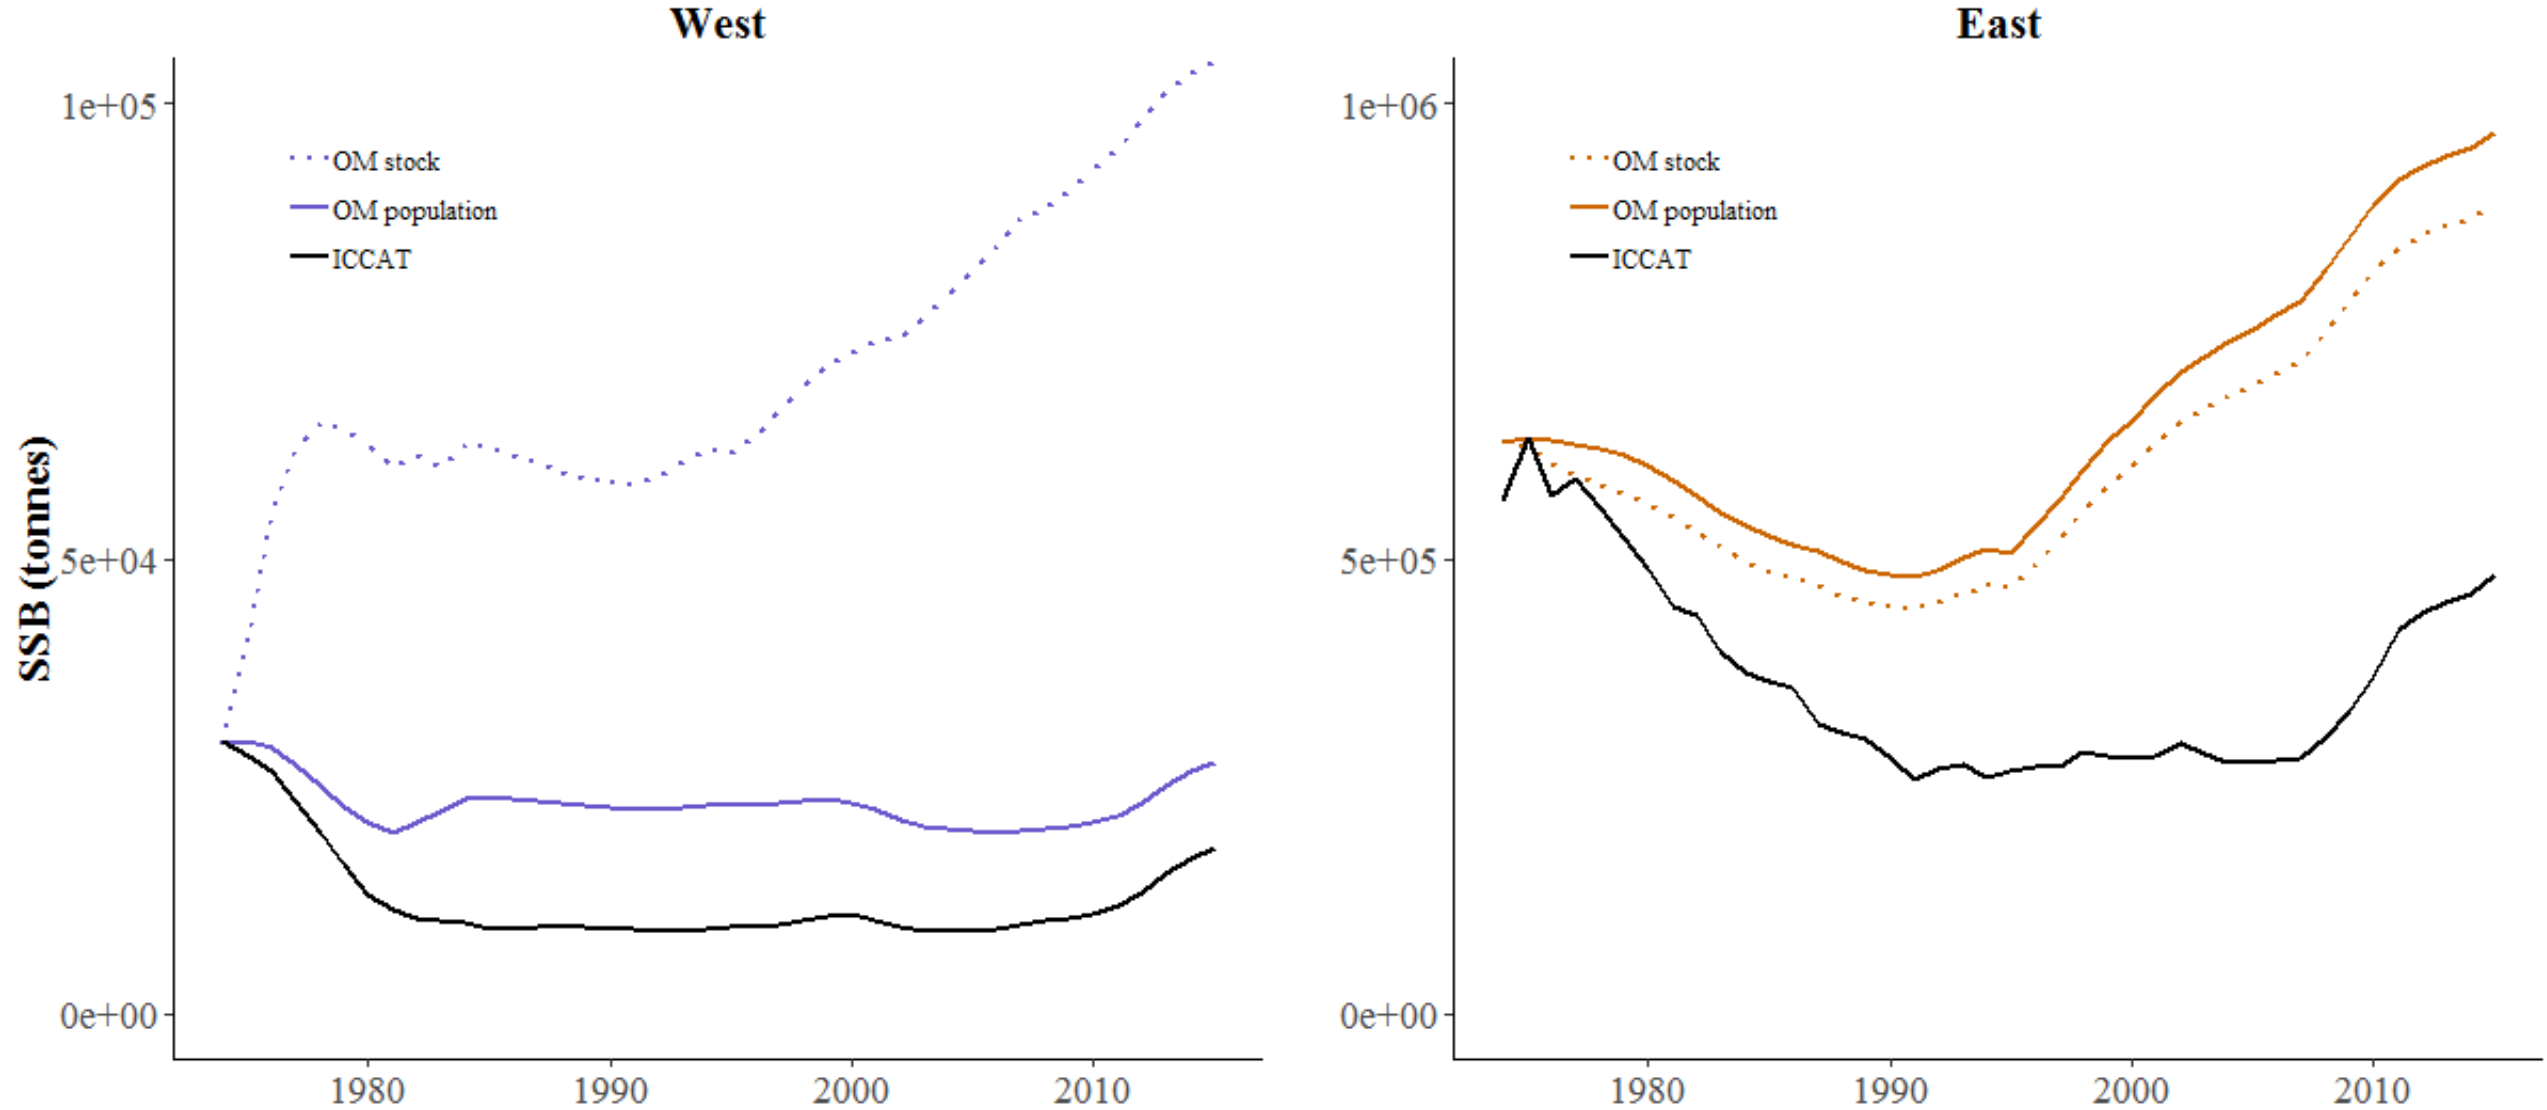 West
1e+05
OM stock
OM population
ICCAT
5e+04
0e+00
SSB (tonnes)
1980 1990 2000 2010
East
1e+06
OM stock
OM population
ICCAT
5e+05
0e+00
1980 1990 2000 2010